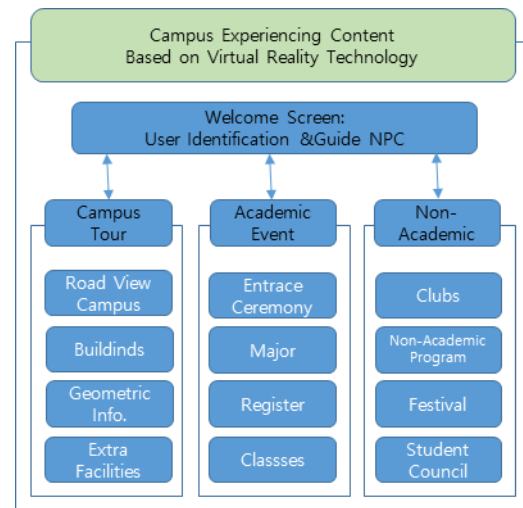 Campus Experiencing Content
Based on Virtual Reality Technology
Welcome Screen:
User Identification &Guide NPC
Campus
Tour
Road View
Campus
Buildinds
Geometric
Info.
Extra
Facilities
Academic
Event
Entrace
Ceremony
Major
Register
Classses
Non-
Academic
Clubs
Non-Academic
Program
Festival
Student
Council